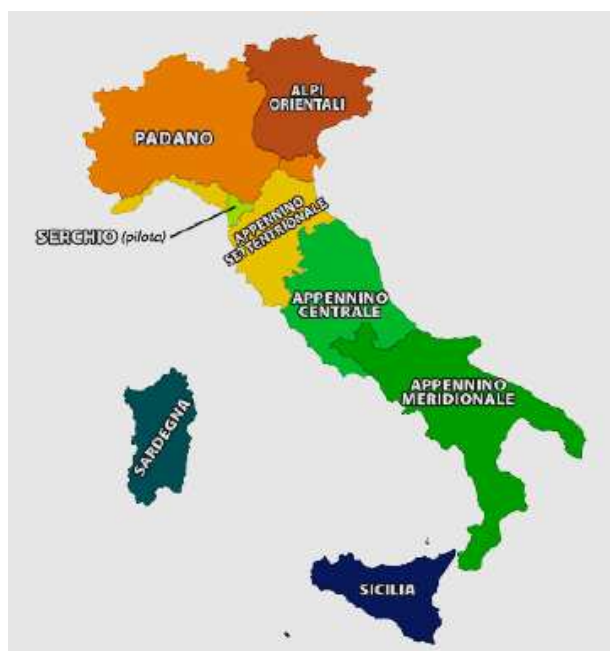 ALPI
ORIENTALI
PADANO
SERCHIO (pilota)
APPENNINO
SETTENTRIONALE
APPENNINO
CENTRALE
APPENNINO
MERIDIONALE
SARDEGNA
SICILIA